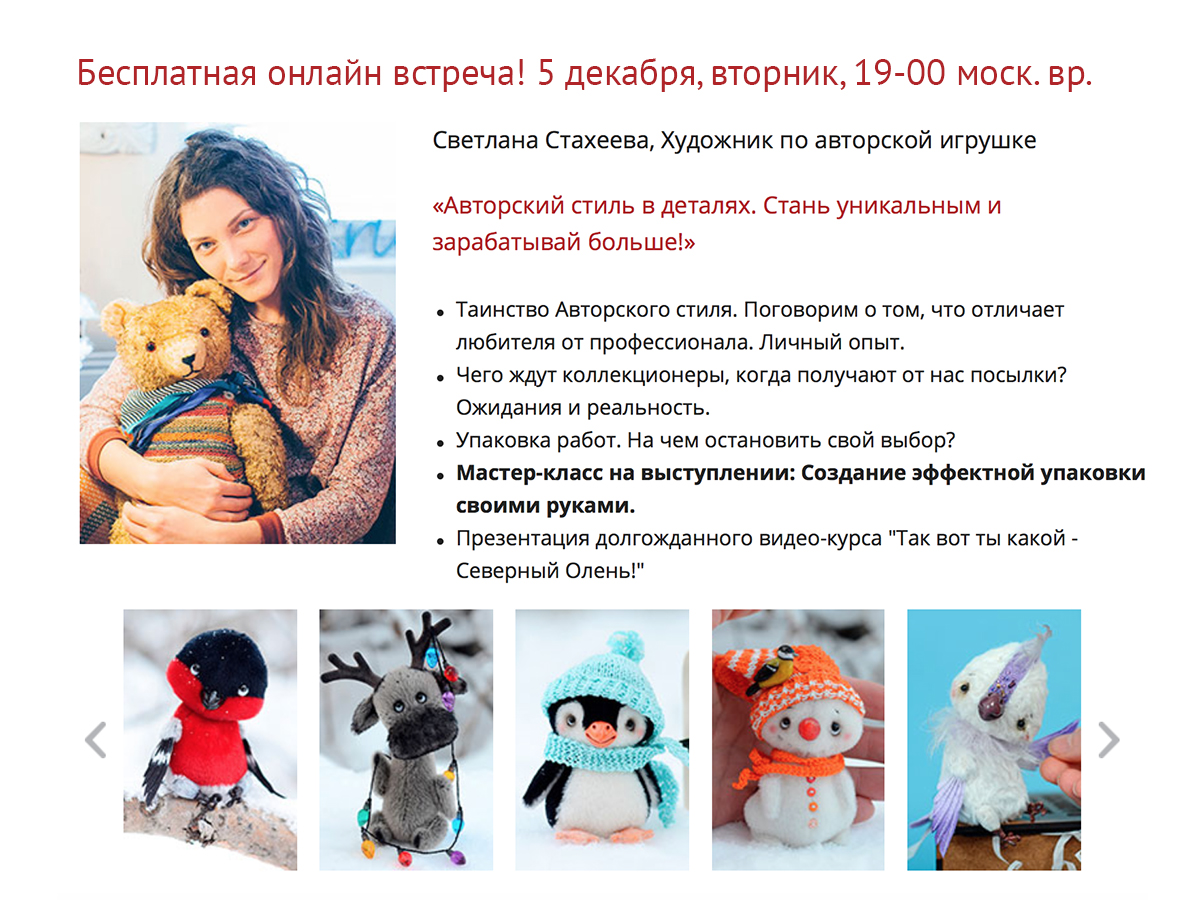 Бесплатная онлайн встреча! 5 декабря, вторник, 19-00 моск. вр.
Светлана Стахеева, Художник по авторской игрушке
«Авторский стиль в деталях. Стань уникальным и
зарабатывай больше!»
Таинство Авторского стиля. Поговорим о том, что отличает
любителя от профессионала. Личный опыт.
Чего ждут коллекционеры, когда получают от нас посылки?
Ожидания и реальность.
Упаковка работ. На чем остановить свой выбор?
Мастер-класс на выступлении: Создание эффектной упаковки
своими руками.
Презентация долгожданного видео-курса "Так вот ты какой -
Северный Олень!"